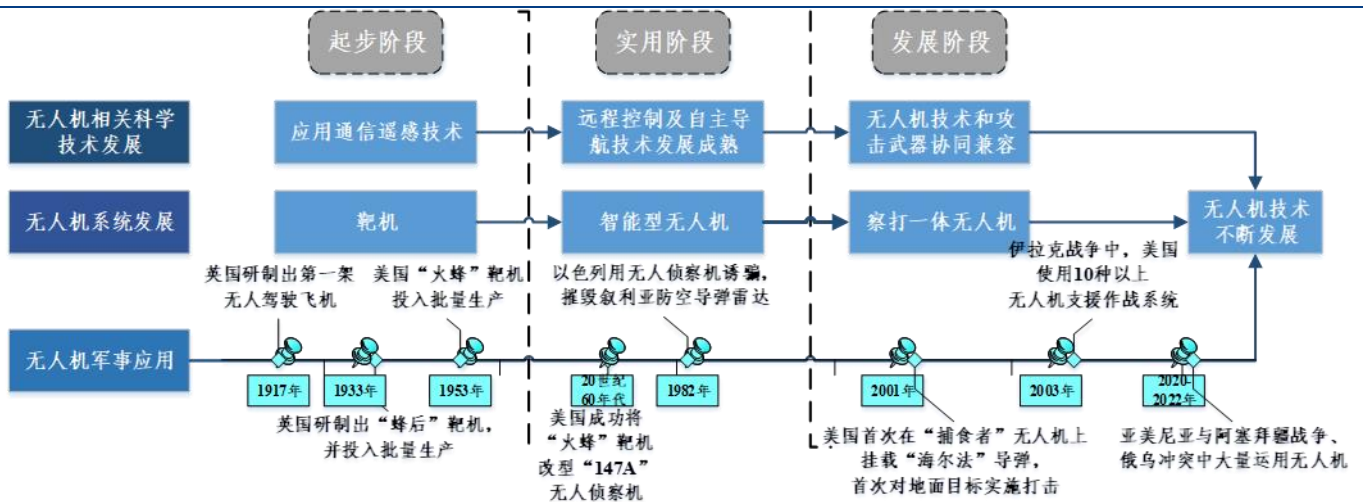 起步阶段
实用阶段
发展阶段
无人机相关科学
技术发展
应用通信遥感技术
远程控制及自主导
航技术发展成熟
无人机技术和攻
击武器协同兼容
无人机系统发展
靶机
智能型无人机
察打一体无人机
无人机技术
不断发展
英国研制出第一架
无人驾驶飞机
美国“火蜂”靶机
投入批量生产
以色列用无人侦察机诱骗，
摧毁叙利亚防空导弹雷达
伊拉克战争中，美国
使用10种以上
无人机支援作战系统
无人机军事应用
1917年
1933年
1953年
20世纪
60年代
1982年
2001年
2003年
2020-
2022年
英国研制出“蜂后”靶机，
并投入批量生产
美国成功将
“火蜂”靶机
改型“147A”
无人侦察机
美国首次在“捕食者”无人机上
挂载“海尔法”导弹，
首次对地面目标实施打击
亚美尼亚与阿塞拜疆战争、
俄乌冲突中大量运用无人机